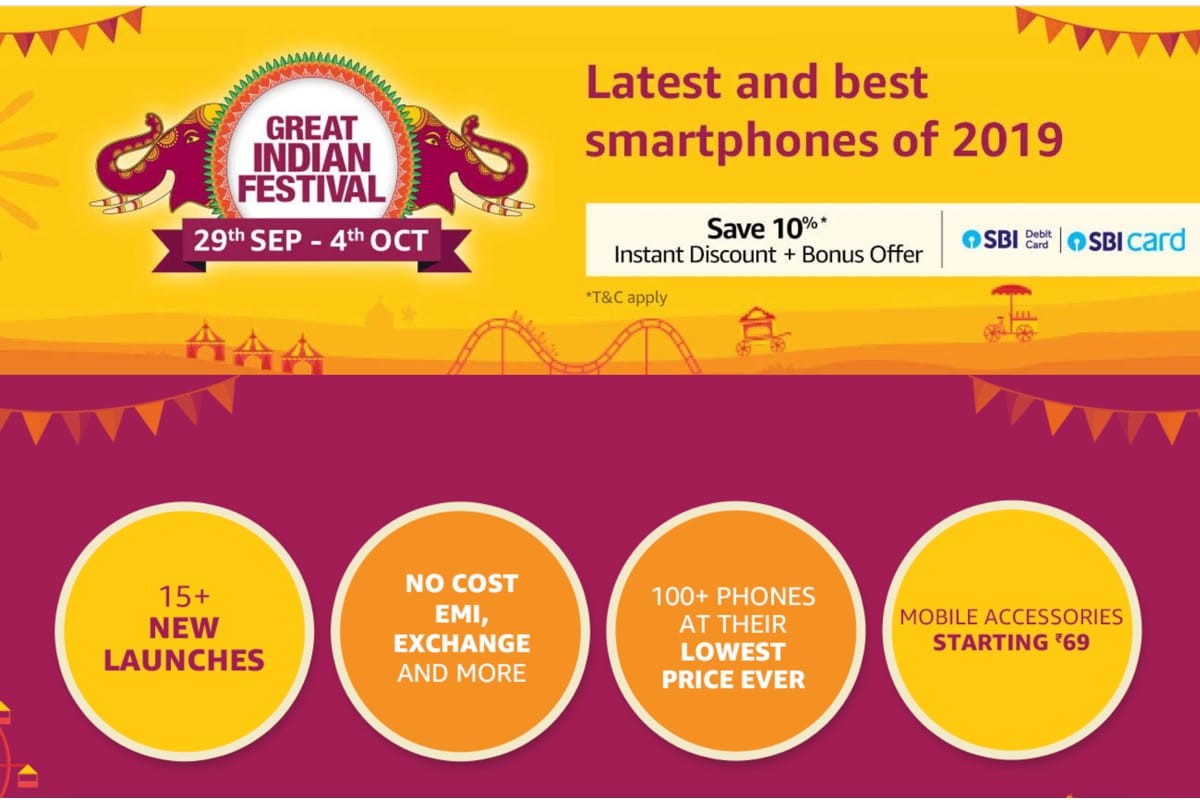 GREAT
INDIAN
FESTIVAL
29th SEP - 4th OCT
Latest and best
smartphones of 2019
Save 10%*
Instant Discount + Bonus Offer
SBI Debit Card
SBI card
*T&C apply
15+
NEW
LAUNCHES
NO COST
EMI,
EXCHANGE
AND MORE
100+ PHONES
AT THEIR
LOWEST
PRICE EVER
MOBILE ACCESSORIES
STARTING ₹69